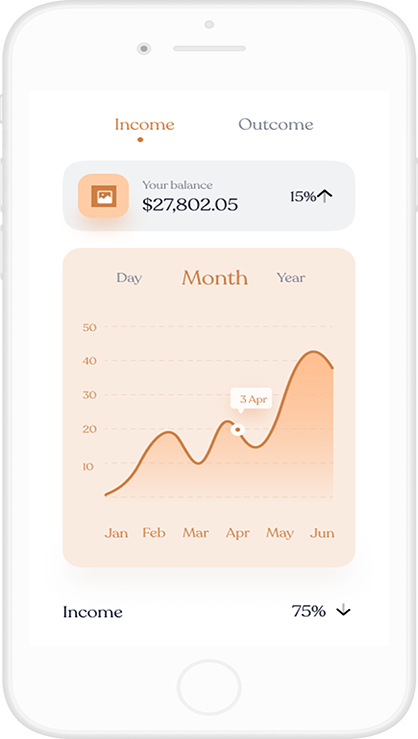 Income Outcome
Your balance
$27,802.05 15%
Day Month Year
50
40
30
3 Apr
20
10
Jan Feb Mar Apr May Jun
Income 75%